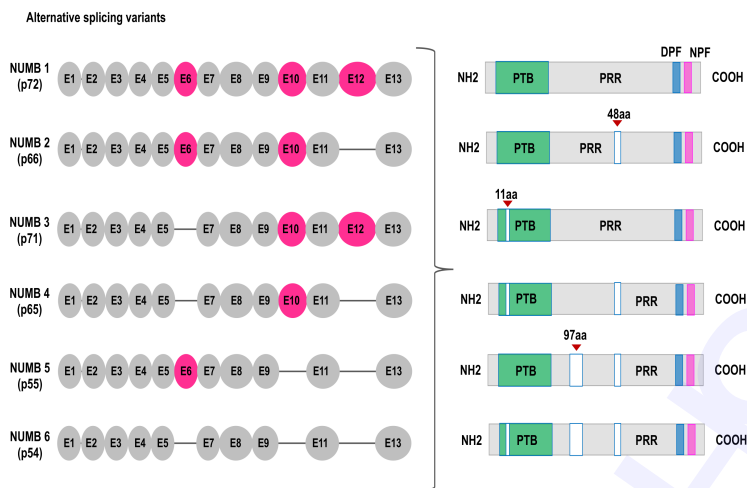 Alternative splicing variants
DPF NPF
NUMB 1
(p72)
E1 E2 E3 E4 E5 E6 E7 E8 E9 E10 E11 E12 E13
NH2 PTB PRR COOH
48aa
NUMB 2
(p66)
E1 E2 E3 E4 E5 E6 E7 E8 E9 E10 E11 E13
NH2 PTB PRR COOH
11aa
NUMB 3
(p71)
E1 E2 E3 E4 E5 E7 E8 E9 E10 E11 E12 E13
NH2 PTB PRR COOH
NUMB 4
(p65)
E1 E2 E3 E4 E5 E7 E8 E9 E10 E11 E13
NH2 PTB PRR COOH
97aa
NUMB 5
(p55)
E1 E2 E3 E4 E5 E6 E7 E8 E9 E11 E13
NH2 PTB PRR COOH
NUMB 6
(p54)
E1 E2 E3 E4 E5 E7 E8 E9 E11 E13
NH2 PTB PRR COOH